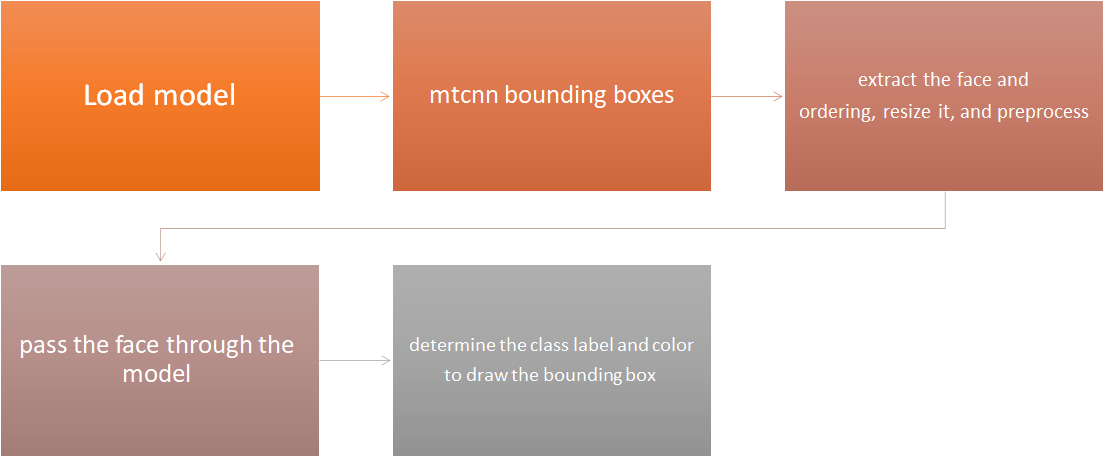 Load model
mtcnn bounding boxes
extract the face and
ordering, resize it, and preprocess
pass the face through the
model
determine the class label and color
to draw the bounding box